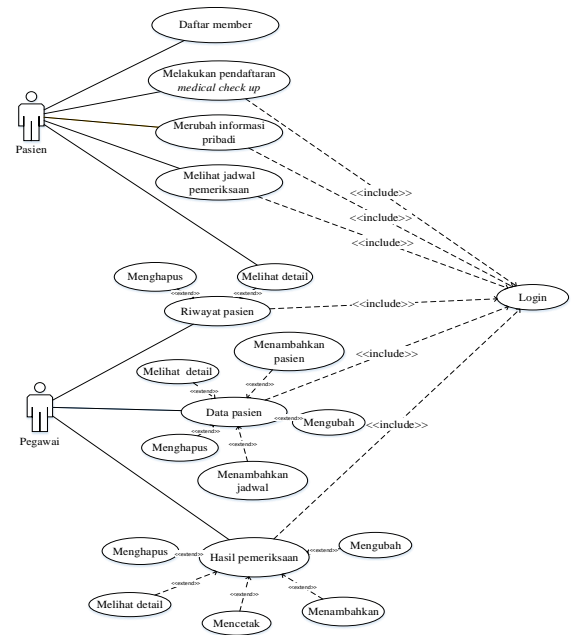 Daftar member
Melakukan pendaftaran
medical check up
Pasien
Merubah informasi
pribadi
Melihat jadwal
pemeriksaan
<<include>>
<<include>>
<<include>>
Menghapus
Melihat detail
<<extend>>
<<extend>>
Riwayat pasien
<<include>>
Login
Menambahkan
pasien
<<include>>
Melihat detail
<<extend>>
<<extend>>
Pegawai
Data pasien
<<extend>>
Mengubah
<<include>>
<<extend>>
Menghapus
<<extend>>
Menambahkan
jadwal
Mengubah
<<extend>>
Menghapus
<<extend>>
Hasil pemeriksaan
<<extend>>
<<extend>>
<<extend>>
Melihat detail
Mencetak
Menambahkan